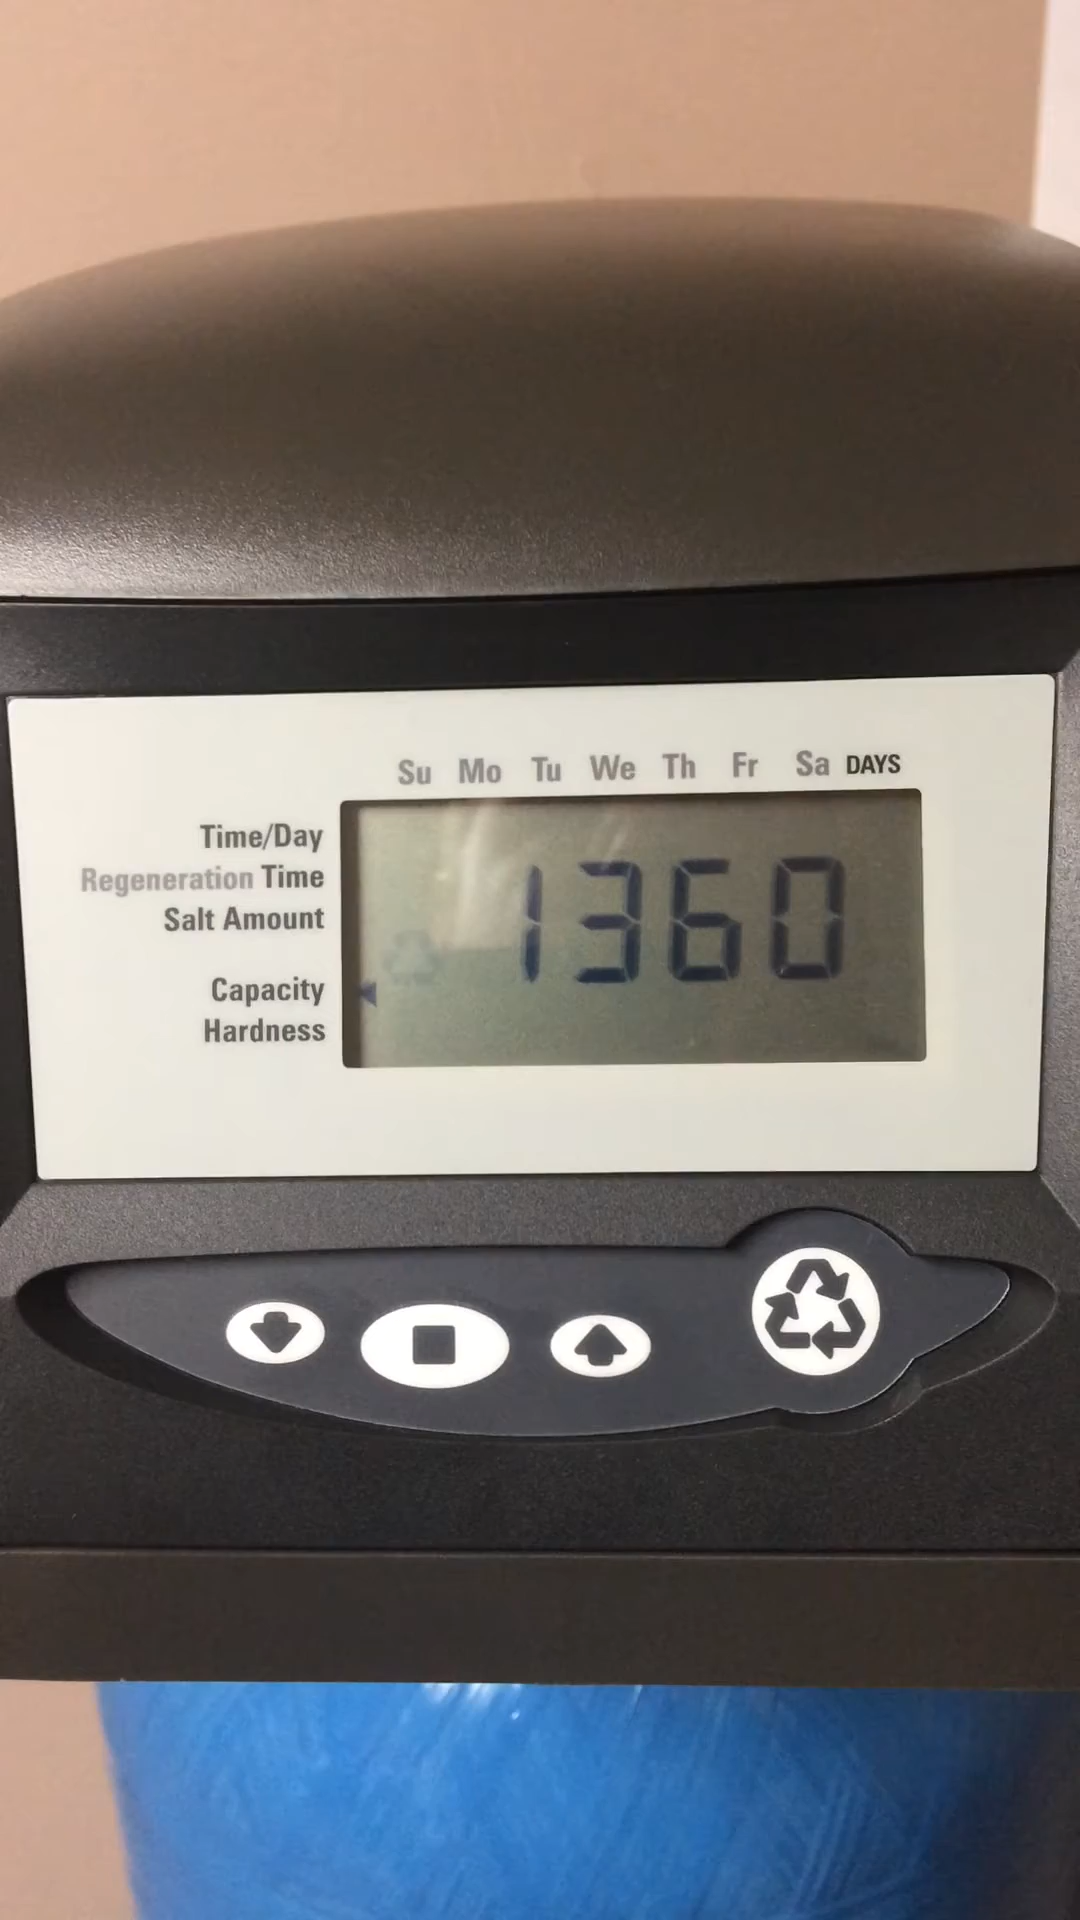 Su Mo Tu We Th Fr Sa DAYS
Time/Day
Regeneration Time
Salt Amount
Capacity
Hardness
1360